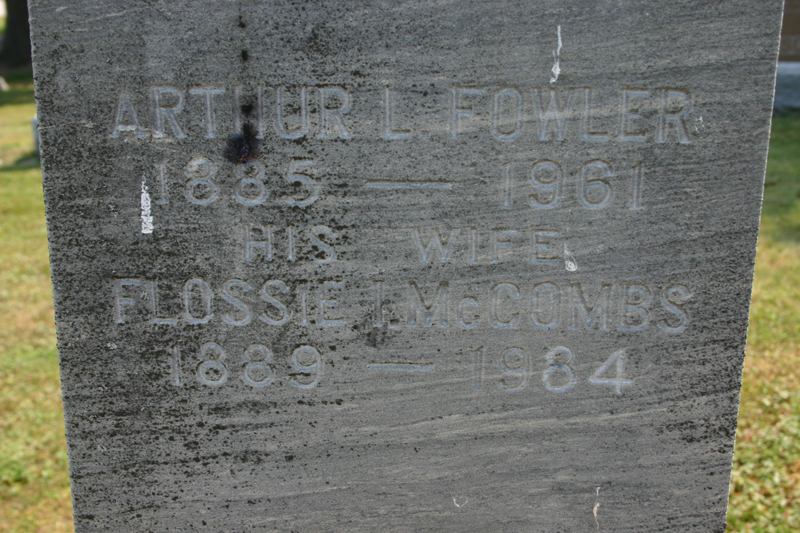 ARTHUR L. FOWLER
1885 — 1961
HIS WIFE
FLOSSIE I. McCOMBS
1889 — 1984